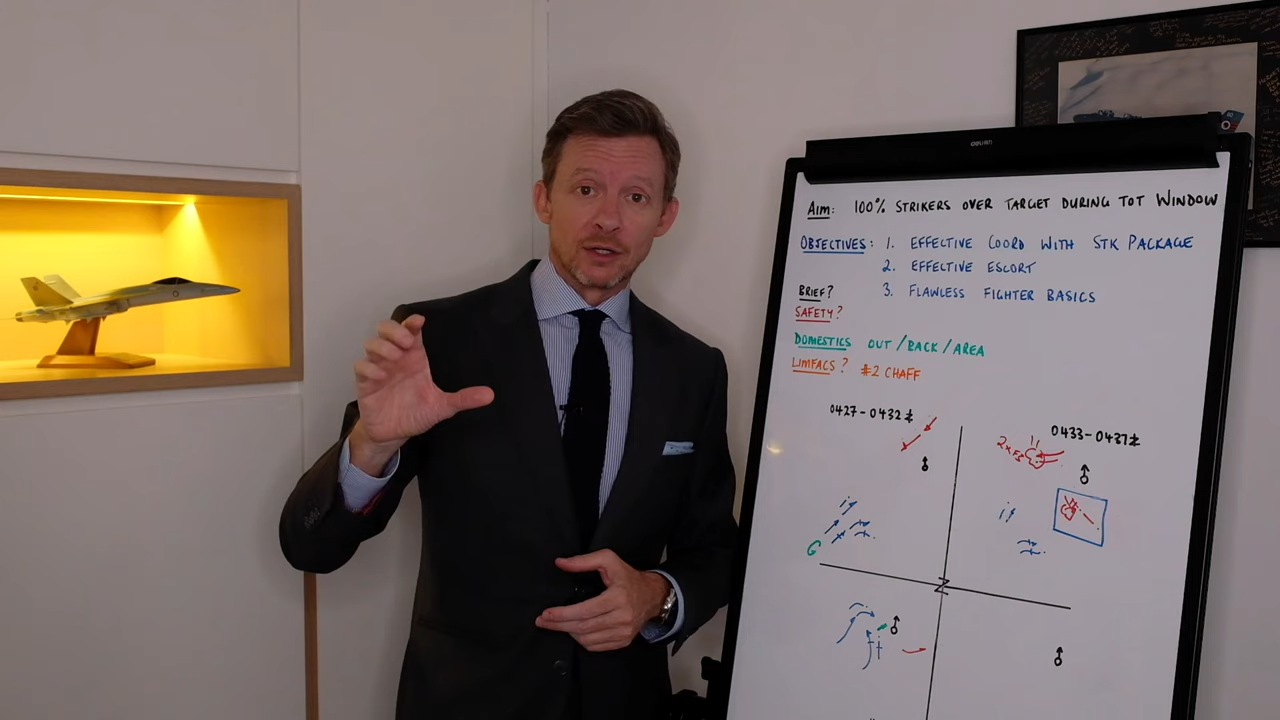 deli
AIM: 100% STRIKERS OVER TARGET DURING TOT WINDOW
OBJECTIVES: 1. EFFECTIVE COORD WITH STK PACKAGE
2. EFFECTIVE ESCORT
3. FLAWLESS FIGHTER BASICS
BRIEF?
SAFETY?
DOMESTICS OUT/BACK/AREA
LIMFACS? #2 CHAFF
0427-0432Z
0433-0437Z
2xF5
G